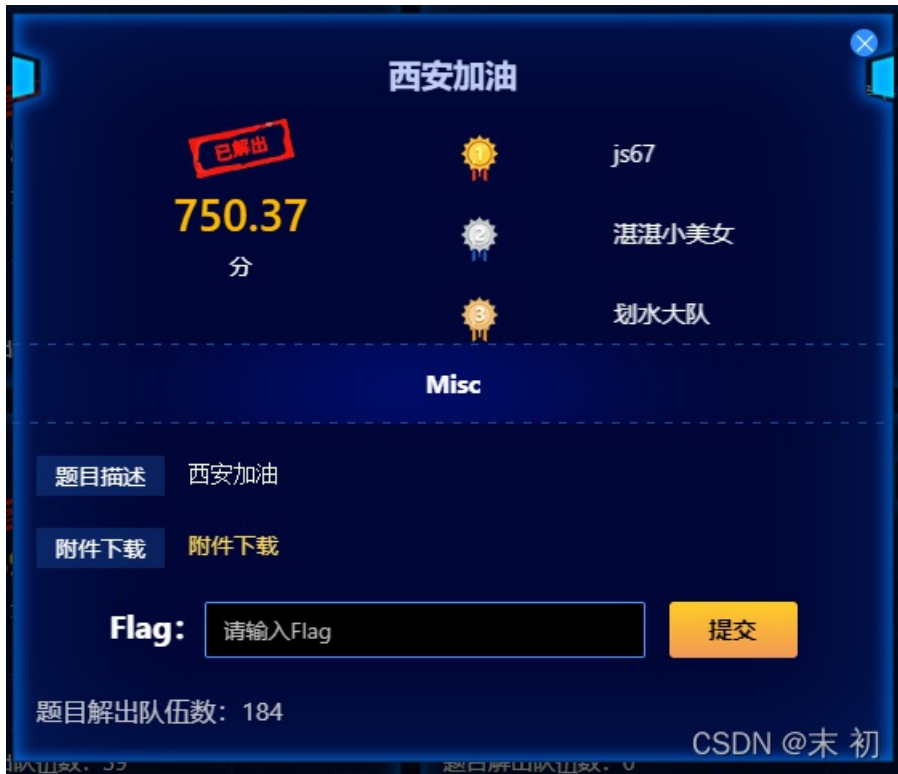 西安加油
已解出
750.37
分
1
js67
2
湛湛小美女
3
划水大队
Misc
题目描述 西安加油
附件下载 附件下载
Flag: 请输入Flag 提交
题目解出队伍数：184
CSDN @末 初